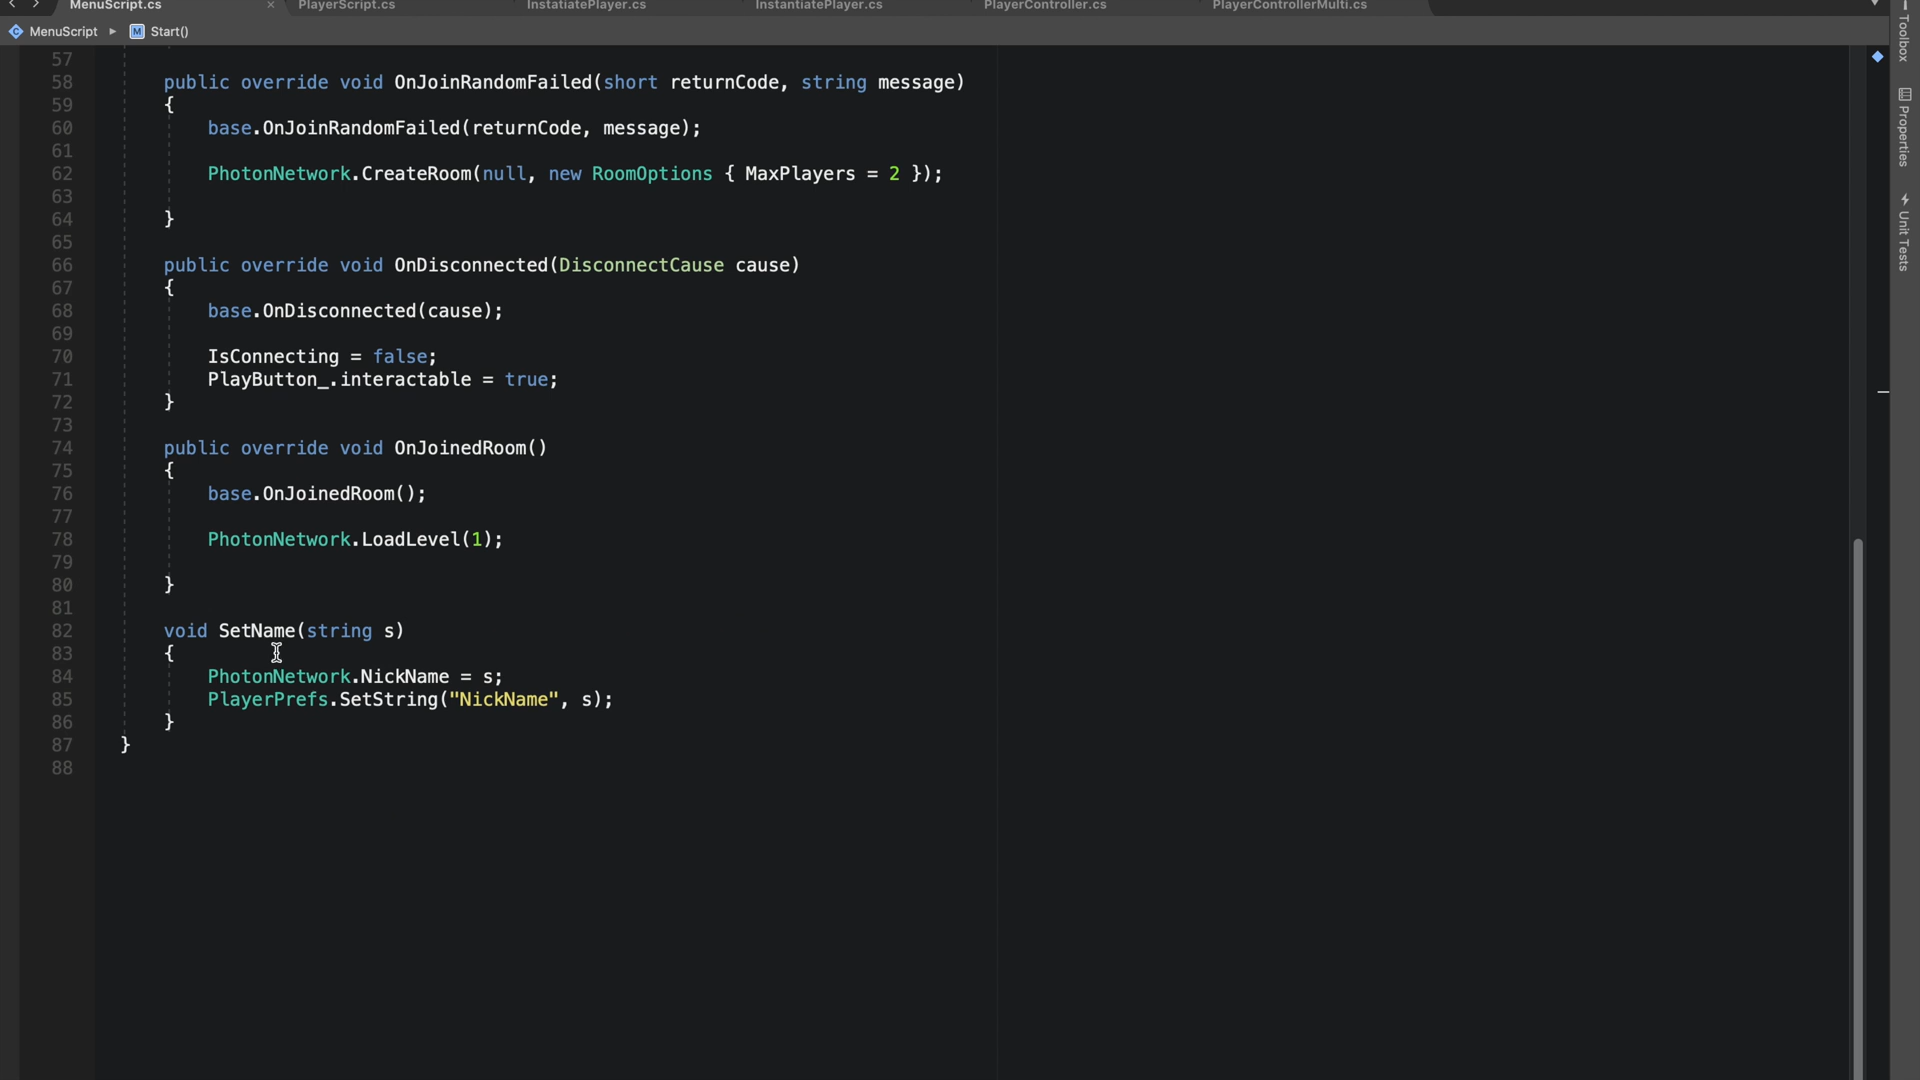 MenuScript.cs × PlayerScript.cs InstatiatePlayer.cs InstantiatePlayer.cs PlayerController.cs PlayerControllerMulti.cs
MenuScript ▸ M Start()
Toolbox
Properties
Unit Tests
57
58 public override void OnJoinRandomFailed(short returnCode, string message)
59 {
60 base.OnJoinRandomFailed(returnCode, message);
61
62 PhotonNetwork.CreateRoom(null, new RoomOptions { MaxPlayers = 2 });
63
64 }
65
66 public override void OnDisconnected(DisconnectCause cause)
67 {
68 base.OnDisconnected(cause);
69
70 IsConnecting = false;
71 PlayButton_.interactable = true;
72 }
73
74 public override void OnJoinedRoom()
75 {
76 base.OnJoinedRoom();
77
78 PhotonNetwork.LoadLevel(1);
79
80 }
81
82 void SetName(string s)
83 {
84 PhotonNetwork.NickName = s;
85 PlayerPrefs.SetString("NickName", s);
86 }
87 }
88